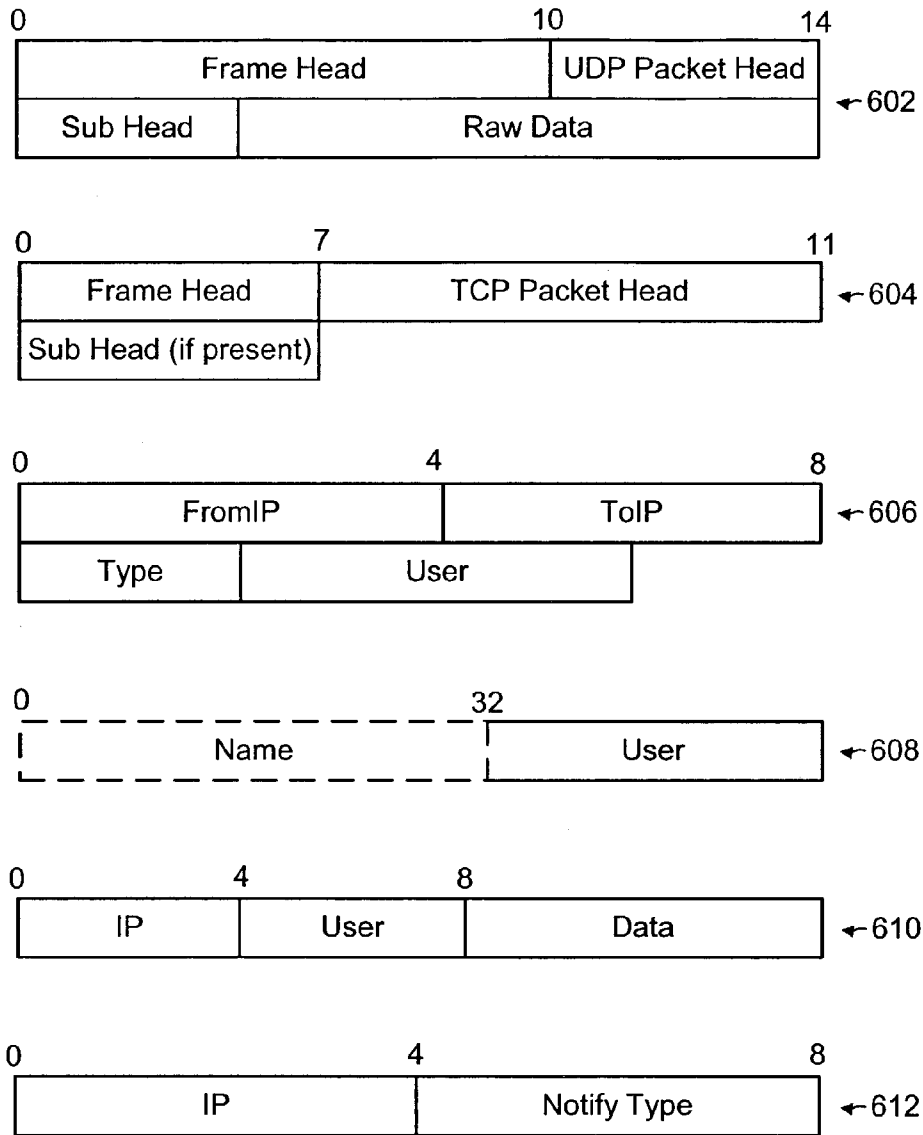 0 10 14
Frame Head UDP Packet Head
602
Sub Head Raw Data
0 7 11
Frame Head TCP Packet Head
604
Sub Head (if present)
0 4 8
FromIP ToIP
606
Type User
0 32
Name User
608
0 4 8
IP User Data
610
0 4 8
IP Notify Type
612